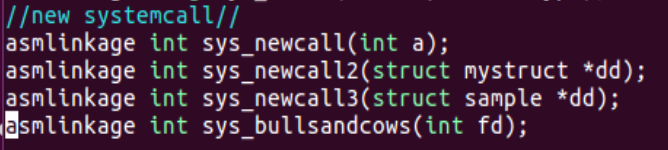 //new systemcall//
asmlinkage int sys_newcall(int a);
asmlinkage int sys_newcall2(struct mystruct *dd);
asmlinkage int sys_newcall3(struct sample *dd);
asmlinkage int sys_bullsandcows(int fd);